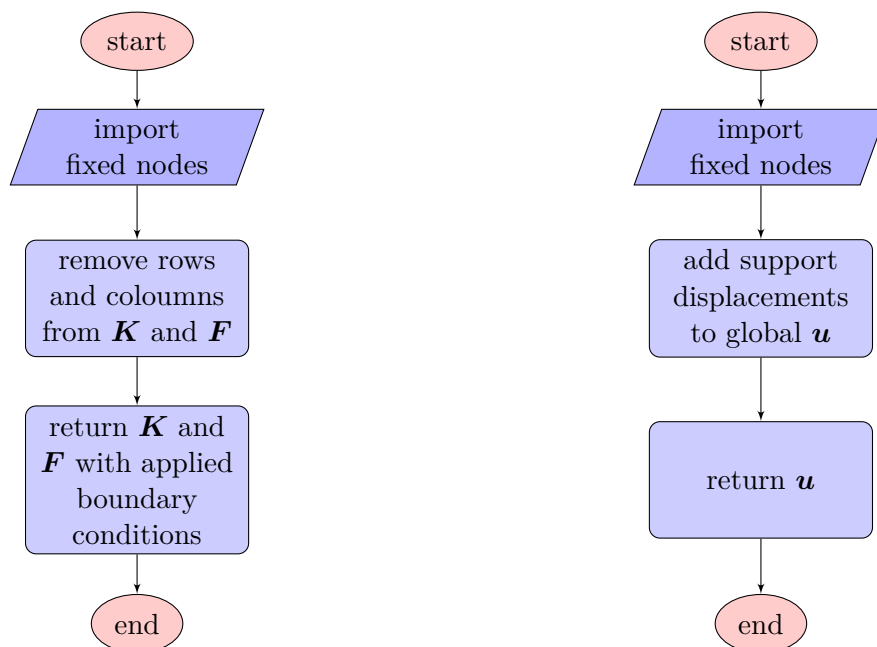 start
import
fixed nodes
remove rows
and coloumns
from K and F
return K and
F with applied
boundary
conditions
end
start
import
fixed nodes
add support
displacements
to global u
return u
end